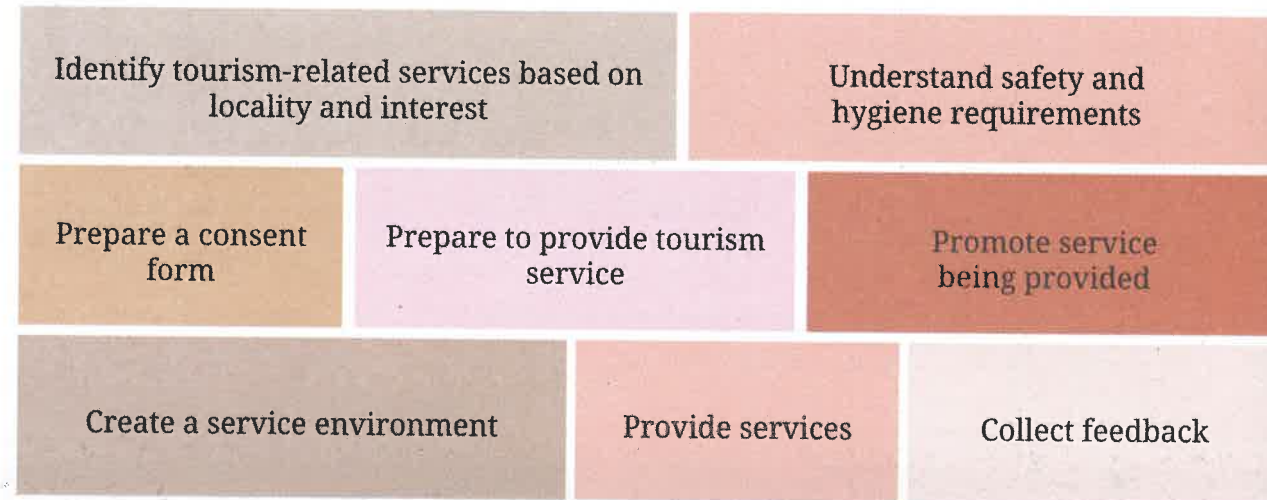 Identify tourism-related services based on
locality and interest
Understand safety and
hygiene requirements
Prepare a consent
form
Prepare to provide tourism
service
Promote service
being provided
Create a service environment
Provide services
Collect feedback